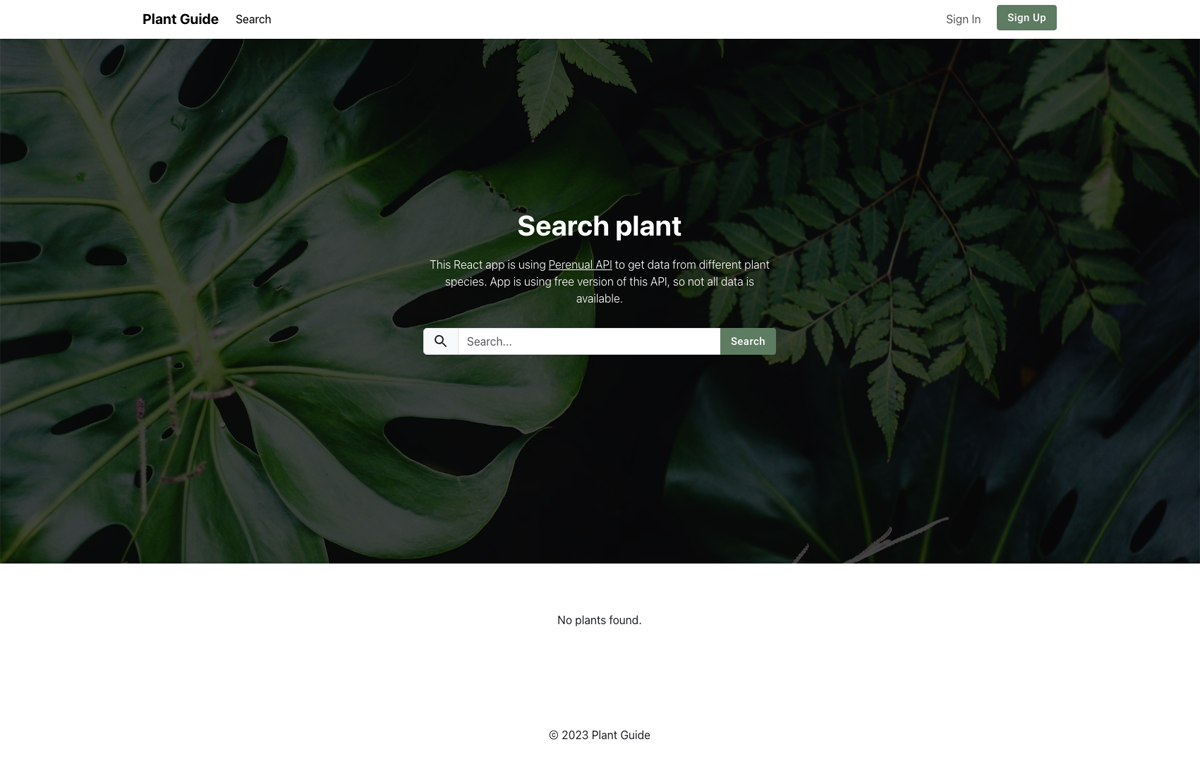 Plant Guide Search Sign In Sign Up
Search plant
This React app is using Perenual API to get data from different plant
species. App is using free version of this API, so not all data is
available.
Search... Search
No plants found.
© 2023 Plant Guide